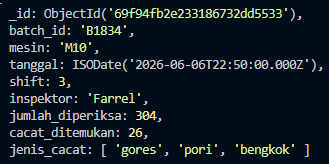 _id: ObjectId('69f94fb2e233186732dd5533'),
batch_id: 'B1834',
mesin: 'M10',
tanggal: ISODate('2026-06-06T22:50:00.000Z'),
shift: 3,
inspektor: 'Farrel',
jumlah_diperiksa: 304,
cacat_ditemukan: 26,
jenis_cacat: [ 'gores', 'pori', 'bengkok' ]